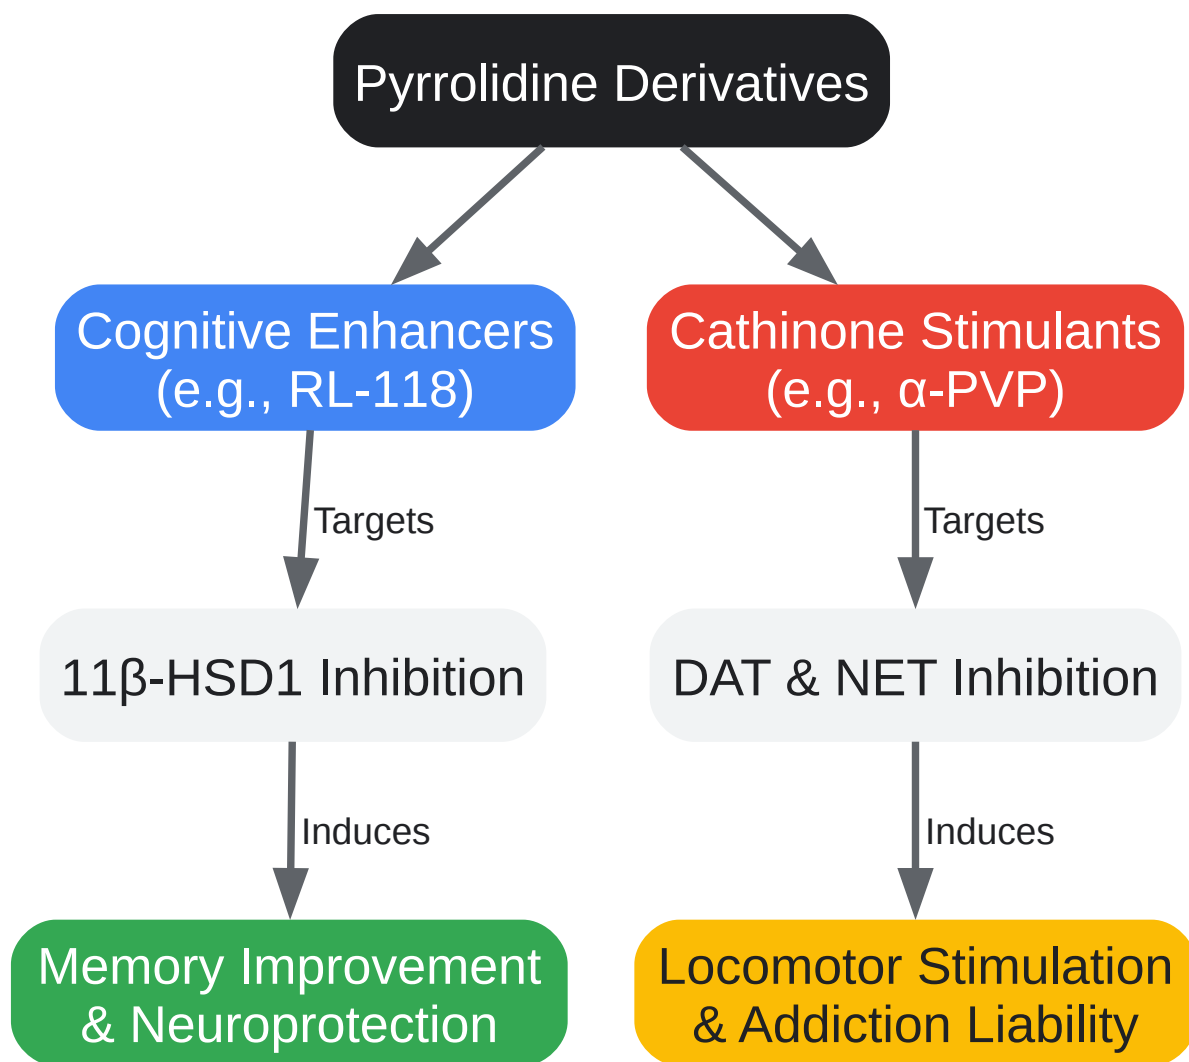 Pyrrolidine Derivatives
Cognitive Enhancers
(e.g., RL-118)
Cathinone Stimulants
(e.g., α-PVP)
Targets
Targets
11β-HSD1 Inhibition
DAT & NET Inhibition
Induces
Induces
Memory Improvement
& Neuroprotection
Locomotor Stimulation
& Addiction Liability